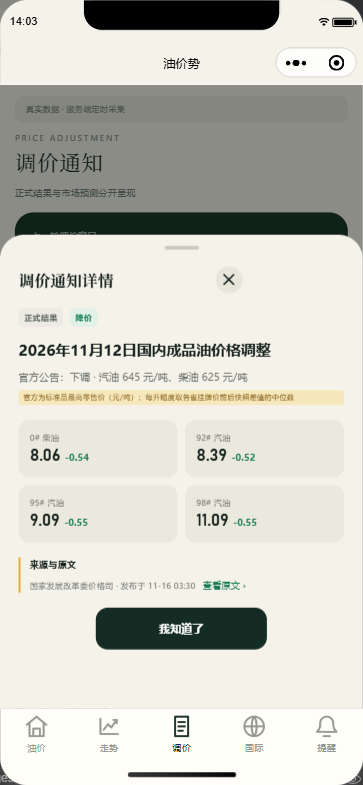 14:03
油价势
真实数据 · 服务端定时采集
PRICE ADJUSTMENT
调价通知
正式结果与市场预测分开呈现
调价通知详情
正式结果
降价
2026年11月12日国内成品油价格调整
官方公告：下调 · 汽油 645 元/吨、柴油 625 元/吨
官方为标准品最高零售价（元/吨）；每升幅度取各省挂牌价前后快照差值的中位数
0# 柴油
8.06 -0.54
92# 汽油
8.39 -0.52
95# 汽油
9.09 -0.55
98# 汽油
11.09 -0.55
来源与原文
国家发展改革委价格司 · 发布于 11-16 03:30 查看原文 ›
我知道了
油价
走势
调价
国际
提醒